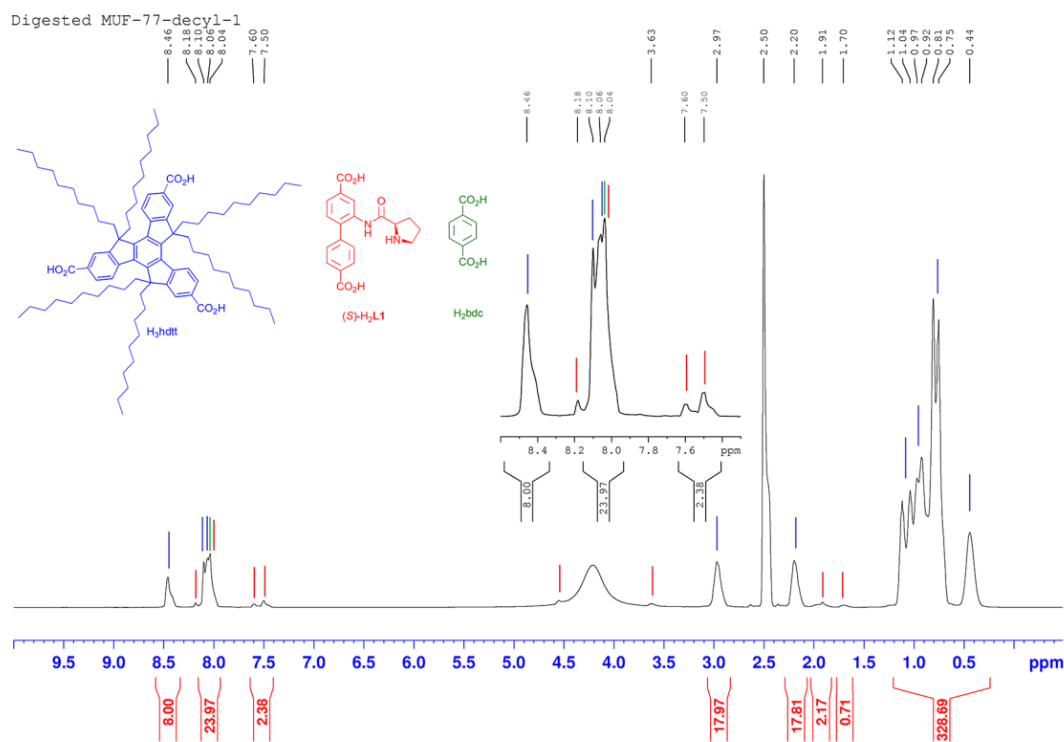 Digested MUF-77-decyl-1
8.46
8.18
8.10
8.06
8.04
7.60
7.50
3.63
2.97
2.50
2.20
1.91
1.70
1.12
1.04
0.97
0.92
0.81
0.75
0.44
8.46
8.18
8.10
8.06
8.04
7.60
7.50
CO₂H
HO₂C
CO₂H
H₃hdtt
CO₂H
O
NH
HN
CO₂H
(S)-H₂L1
CO₂H
CO₂H
H₂bdc
8.4 8.2 8.0 7.8 7.6 ppm
8.00
23.97
2.38
9.5 9.0 8.5 8.0 7.5 7.0 6.5 6.0 5.5 5.0 4.5 4.0 3.5 3.0 2.5 2.0 1.5 1.0 0.5 ppm
8.00
23.97
2.38
17.97
17.81
2.17
0.71
328.69